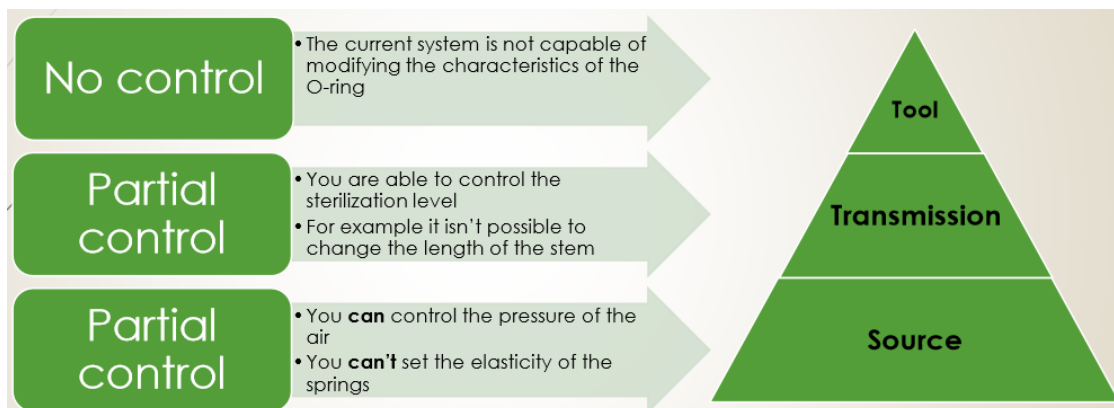 No control
• The current system is not capable of
modifying the characteristics of the
O-ring
Tool
Partial
control
• You are able to control the
sterilization level
• For example it isn't possible to
change the length of the stem
Transmission
Partial
control
• You can control the pressure of the
air
• You can't set the elasticity of the
springs
Source